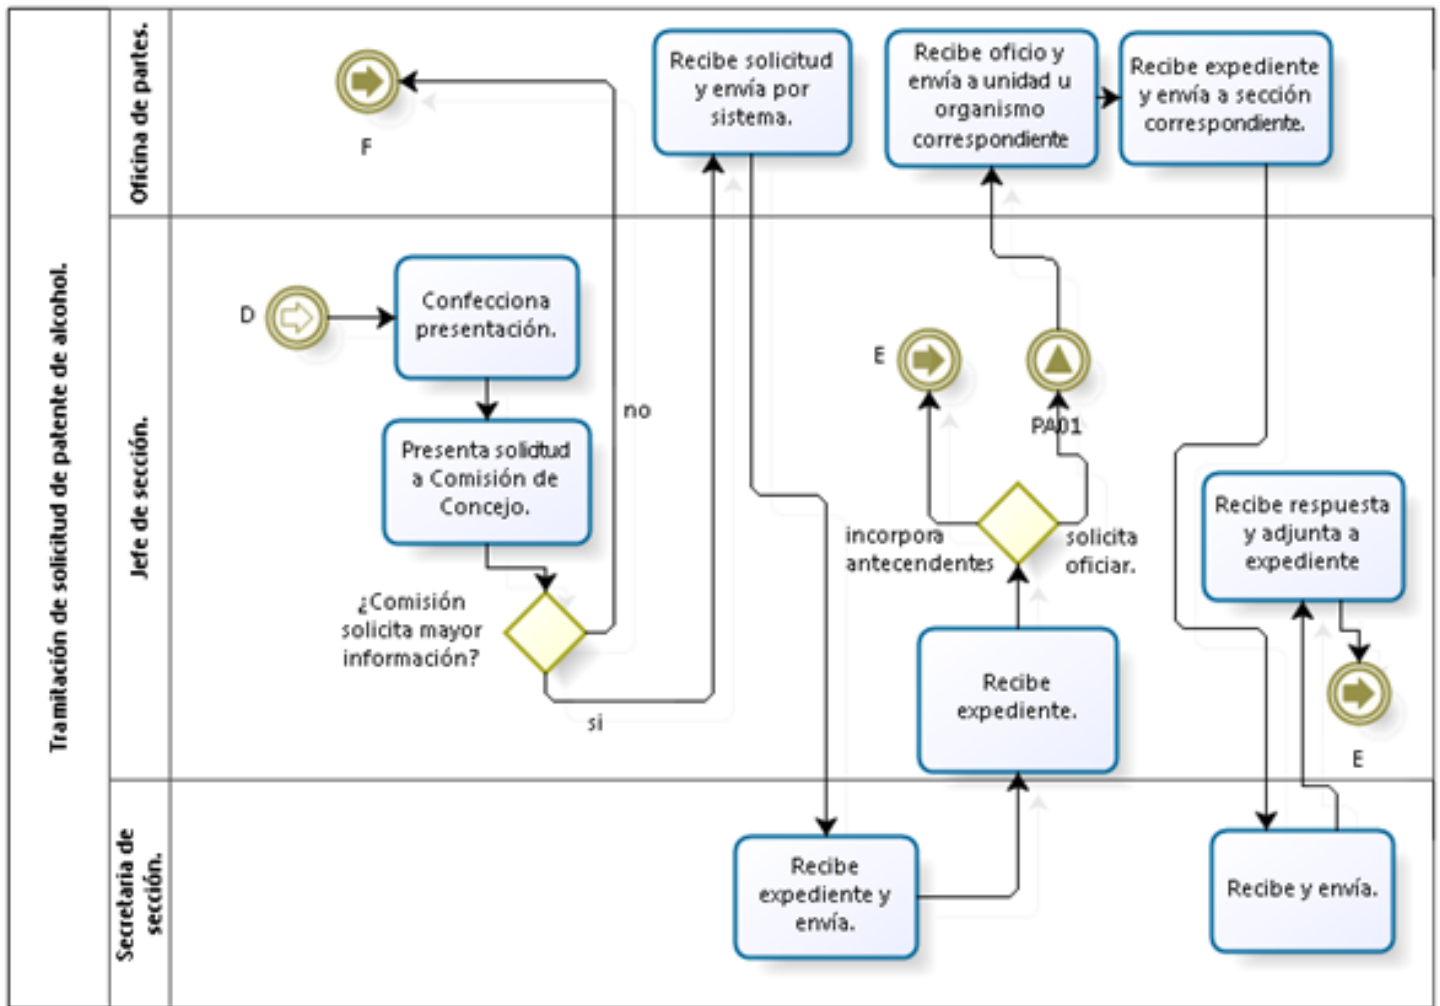 Tramitación de solicitud de patente de alcohol.
Oficina de partes.
F
Recibe solicitud
y envía por
sistema.
Recibe oficio y
envía a unidad u
organismo
correspondiente
Recibe expediente
y envía a sección
correspondiente.
Jefe de sección.
D
Confecciona
presentación.
Presenta solicitud
a Comisión de
Concejo.
¿Comisión
solicita mayor
información?
no
si
E
PA01
incorpora
antecendentes
solicita
oficiar.
Recibe
expediente.
Recibe respuesta
y adjunta a
expediente
E
Secretaria de
sección.
Recibe
expediente y
envía.
Recibe y envía.